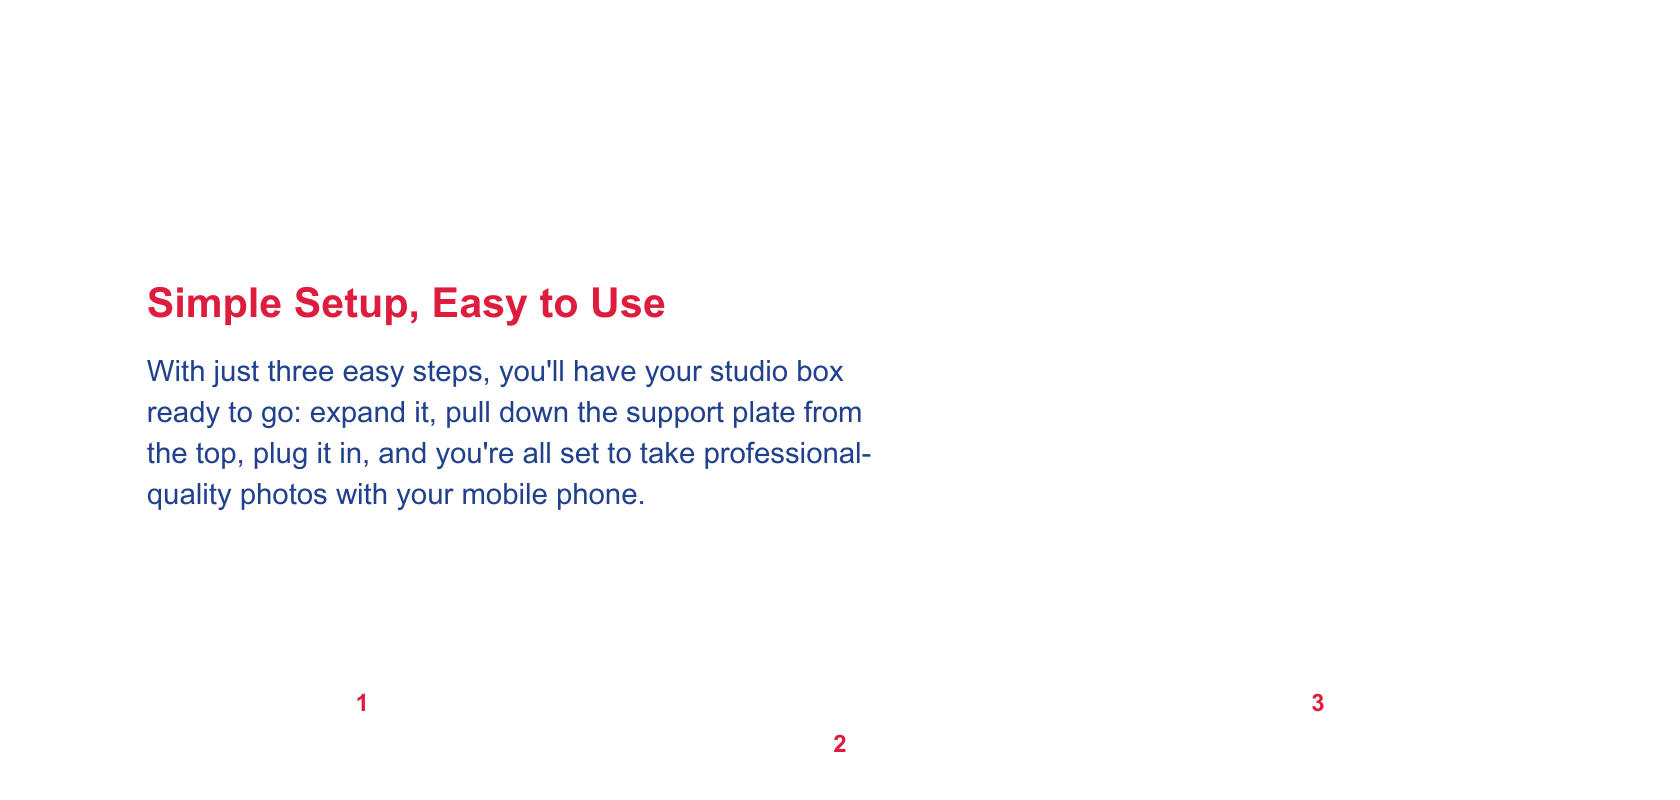 Simple Setup, Easy to Use
With just three easy steps, you'll have your studio box
ready to go: expand it, pull down the support plate from
the top, plug it in, and you're all set to take professional-
quality photos with your mobile phone.
1
2
3